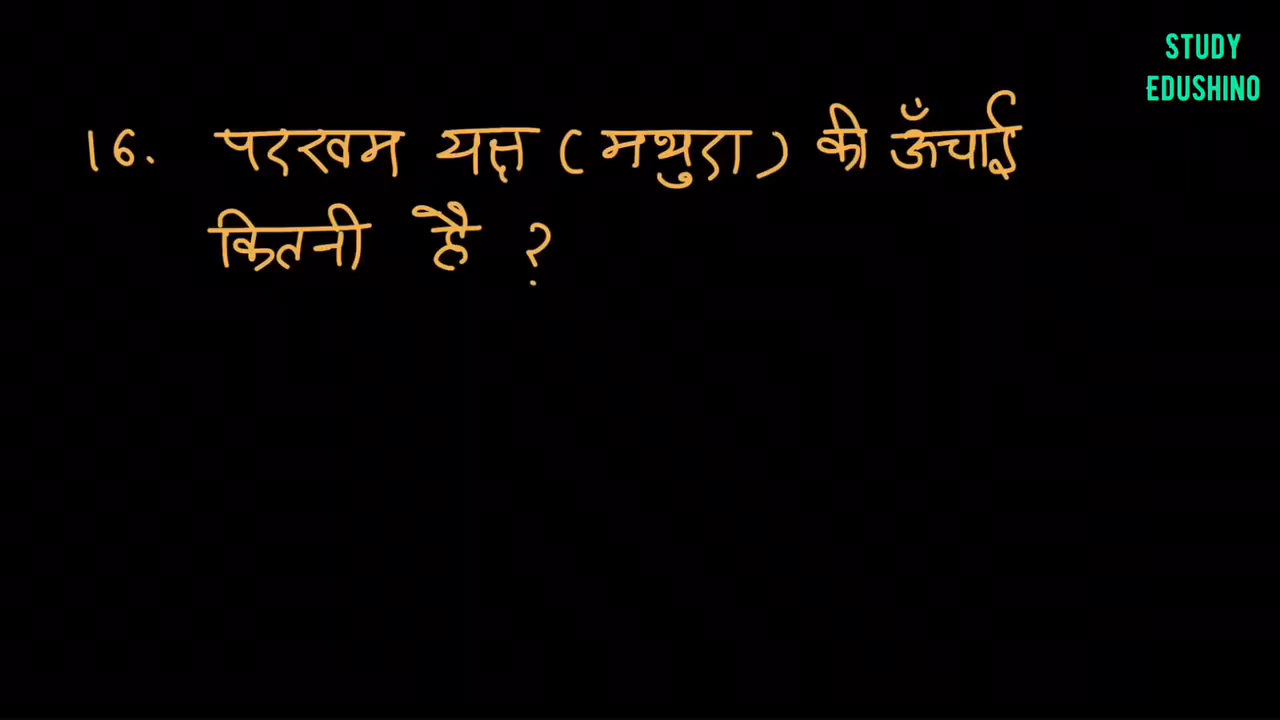 STUDY
EDUSHINO
16. परखम यक्ष (मथुरा) की ऊँचाई
कितनी है ?